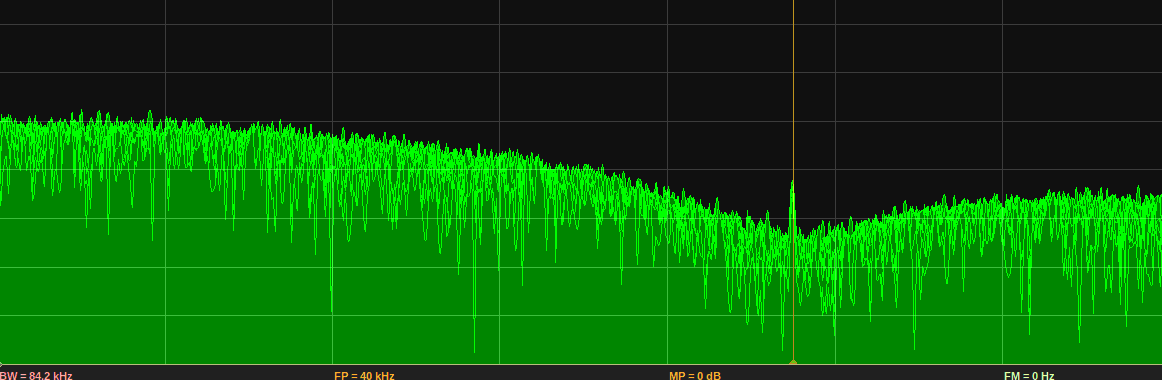 BW = 84,2 kHz FP = 40 kHz MP = 0 dB FM = 0 Hz